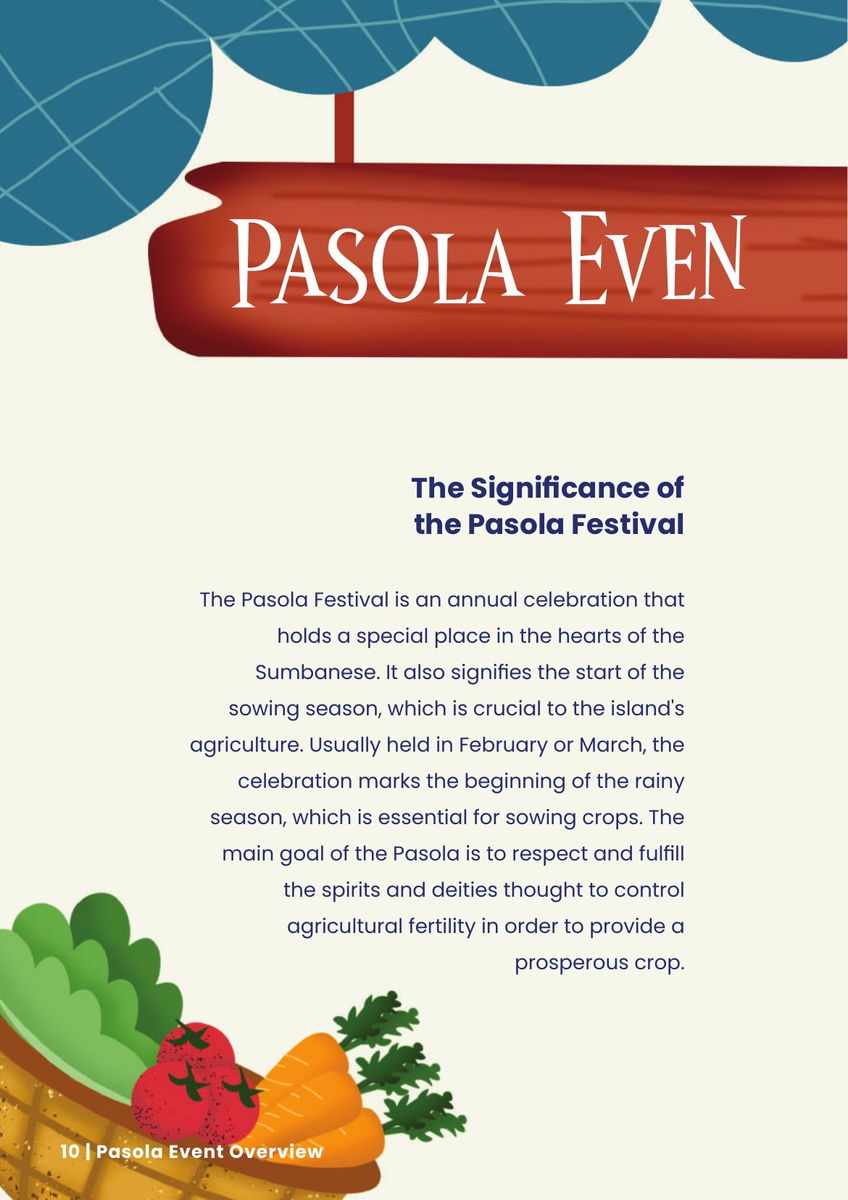 PASOLA EVEN
The Significance of
the Pasola Festival
The Pasola Festival is an annual celebration that
holds a special place in the hearts of the
Sumbanese. It also signifies the start of the
sowing season, which is crucial to the island's
agriculture. Usually held in February or March, the
celebration marks the beginning of the rainy
season, which is essential for sowing crops. The
main goal of the Pasola is to respect and fulfill
the spirits and deities thought to control
agricultural fertility in order to provide a
prosperous crop.
10 | Pasola Event Overview